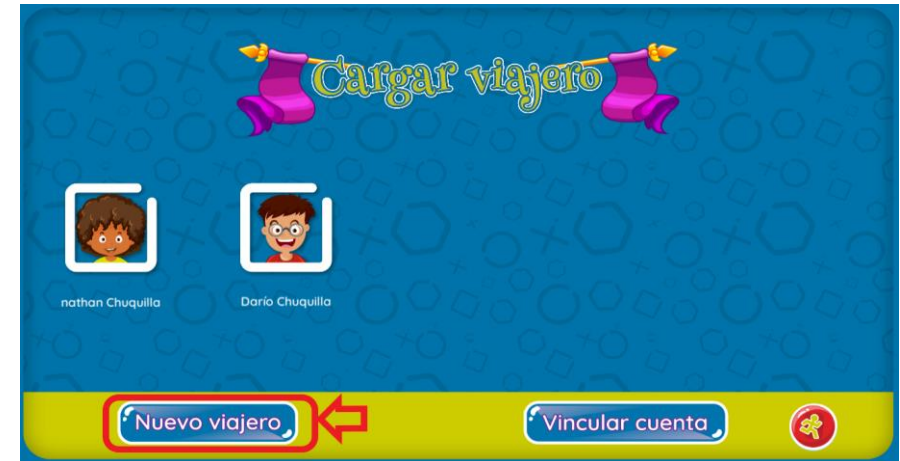 Cargar viajero
nathan Chuquilla
Darío Chuquilla
Nuevo viajero
Vincular cuenta